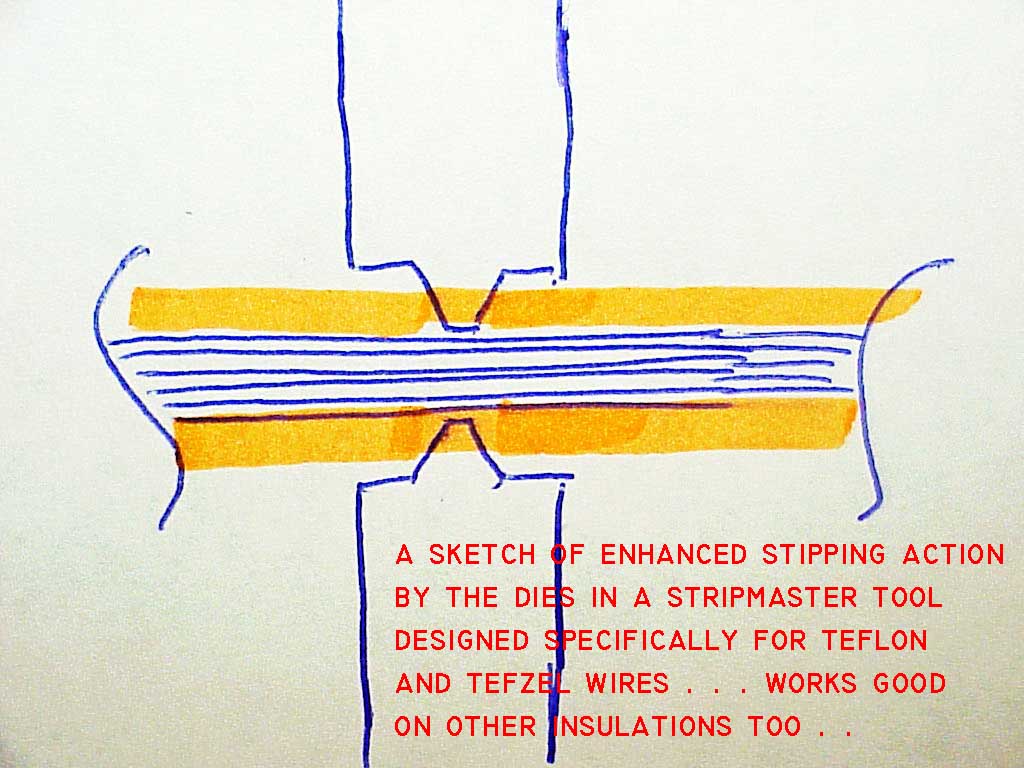 A SKETCH OF ENHANCED STIPPING ACTION
BY THE DIES IN A STRIPMASTER TOOL
DESIGNED SPECIFICALLY FOR TEFLON
AND TEFZEL WIRES . . . WORKS GOOD
ON OTHER INSULATIONS TOO . .